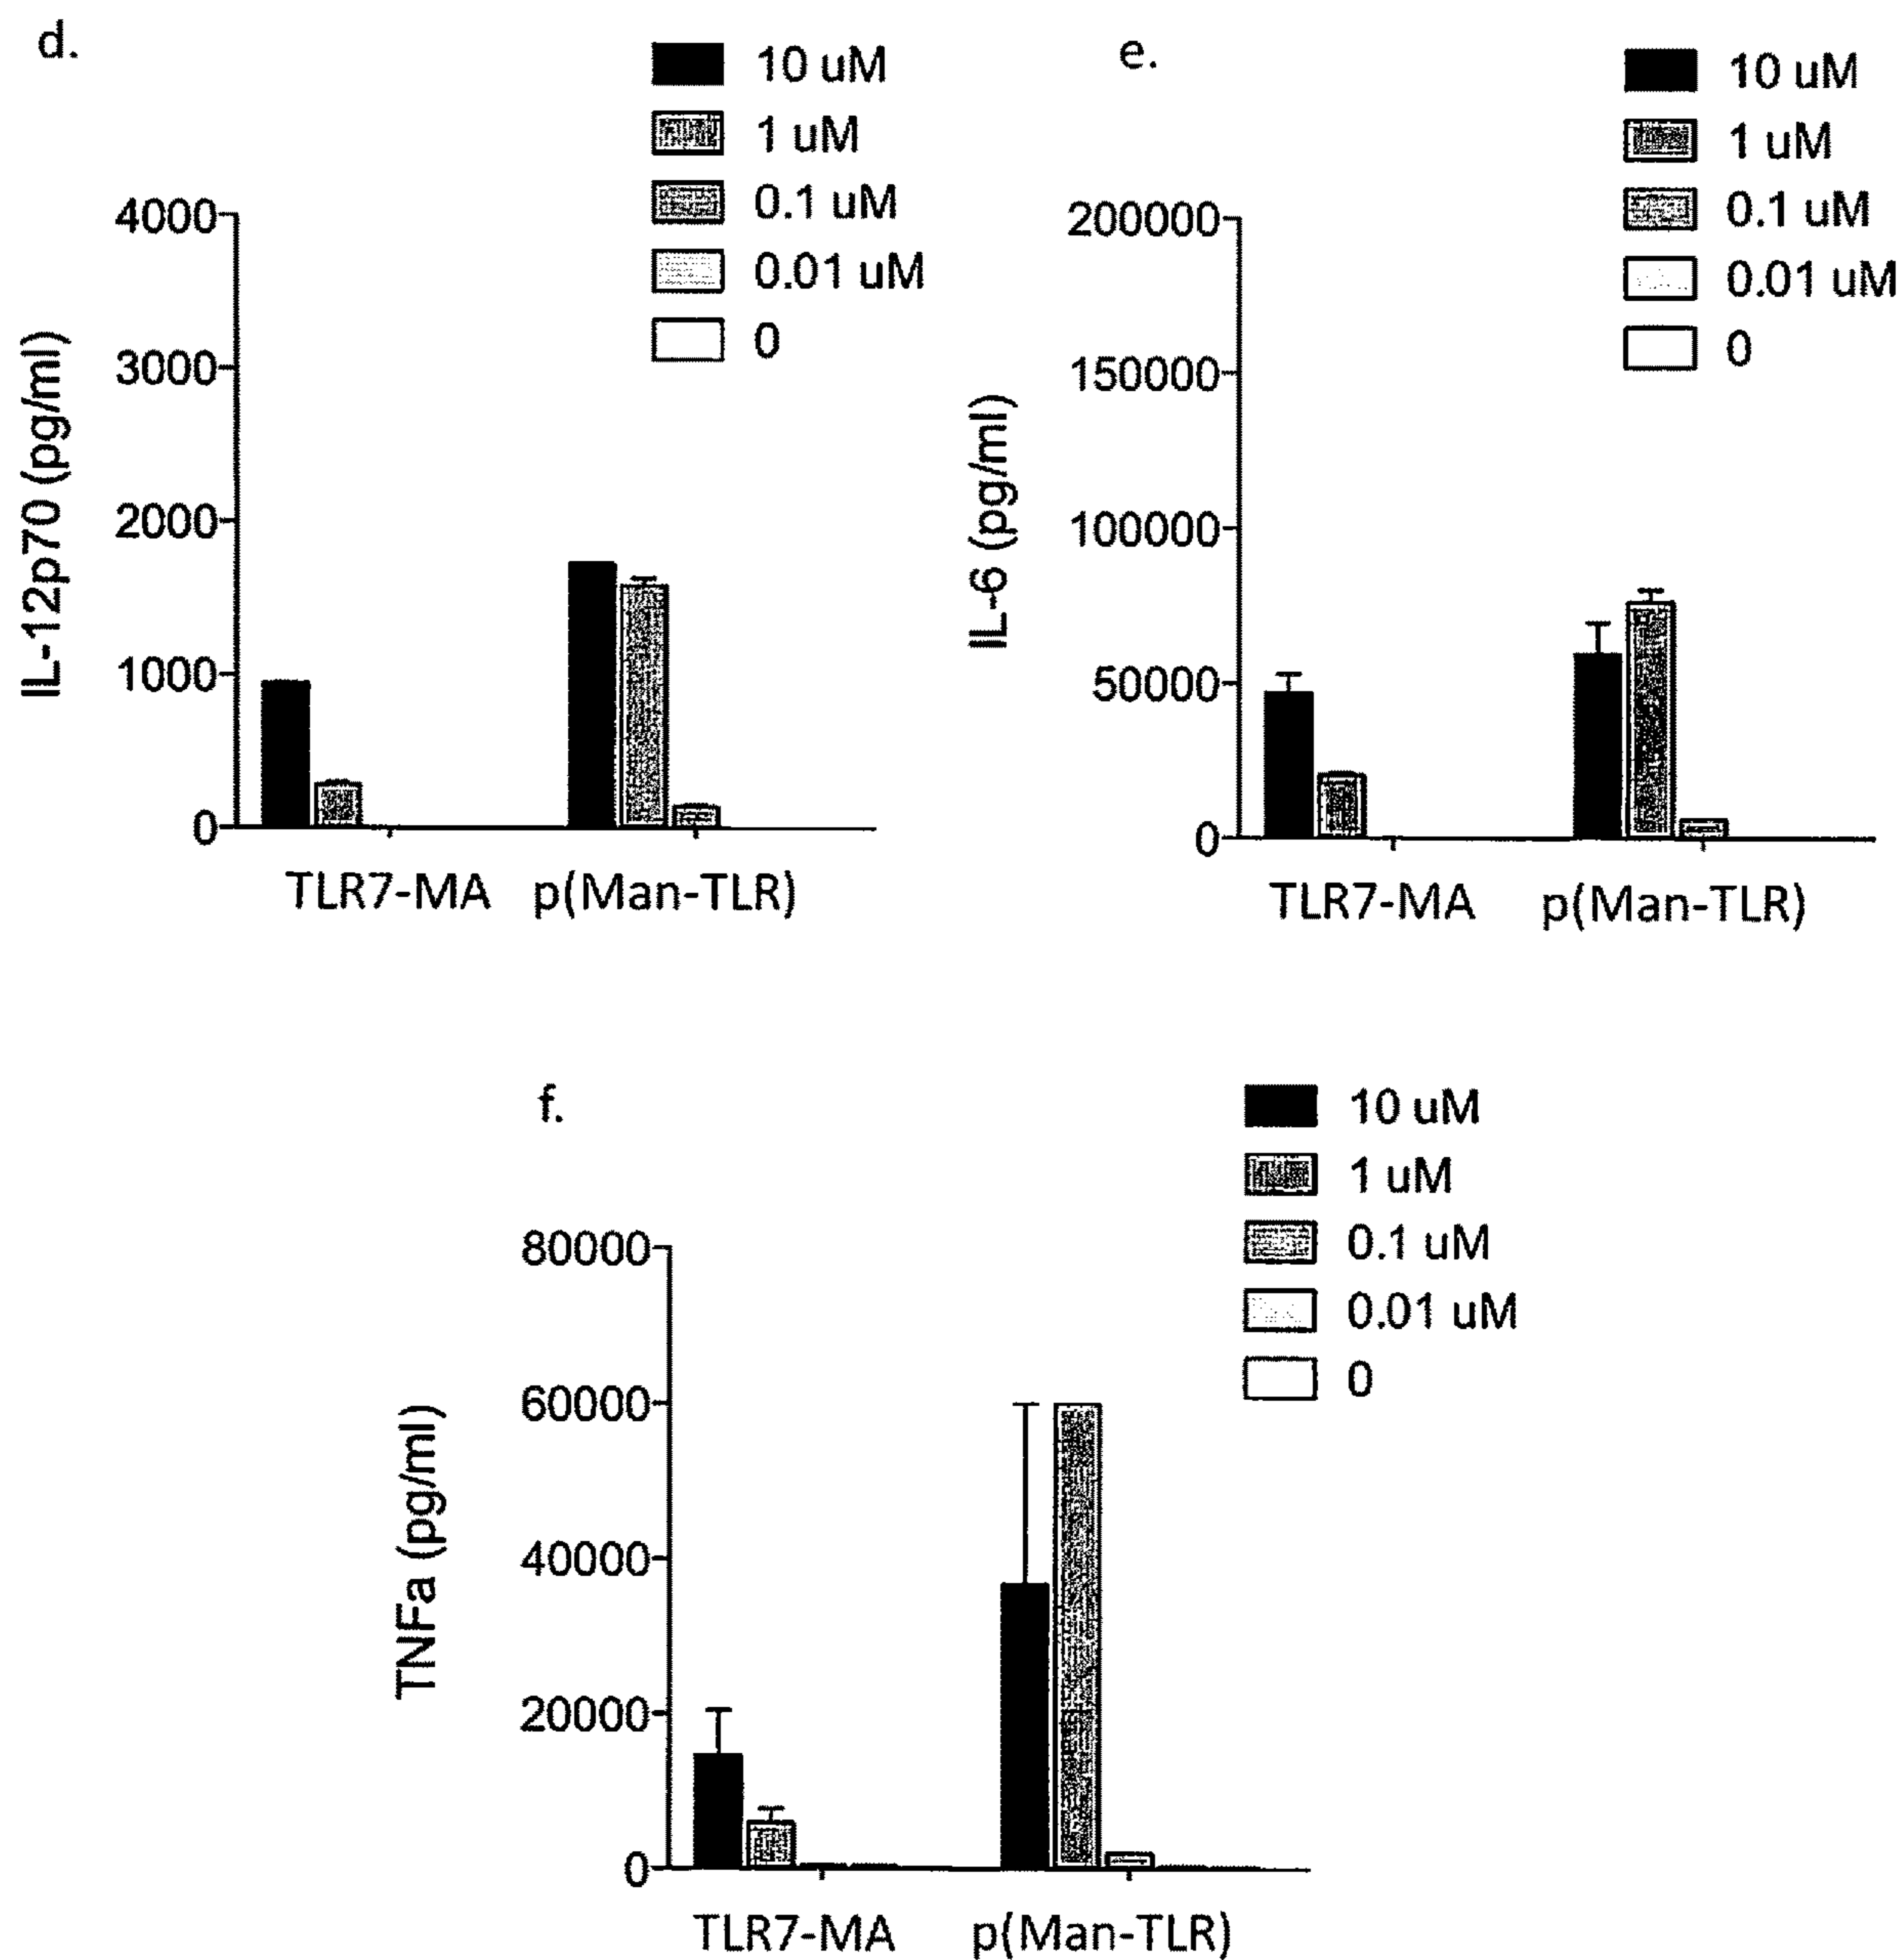 d.
10 uM
1 uM
0.1 uM
0.01 uM
0
4000
3000
2000
1000
0
IL-12p70 (pg/ml)
TLR7-MA p(Man-TLR)
e.
10 uM
1 uM
0.1 uM
0.01 uM
0
200000
150000
100000
50000
0
IL-6 (pg/ml)
TLR7-MA p(Man-TLR)
f.
10 uM
1 uM
0.1 uM
0.01 uM
0
80000
60000
40000
20000
0
TNFa (pg/ml)
TLR7-MA p(Man-TLR)